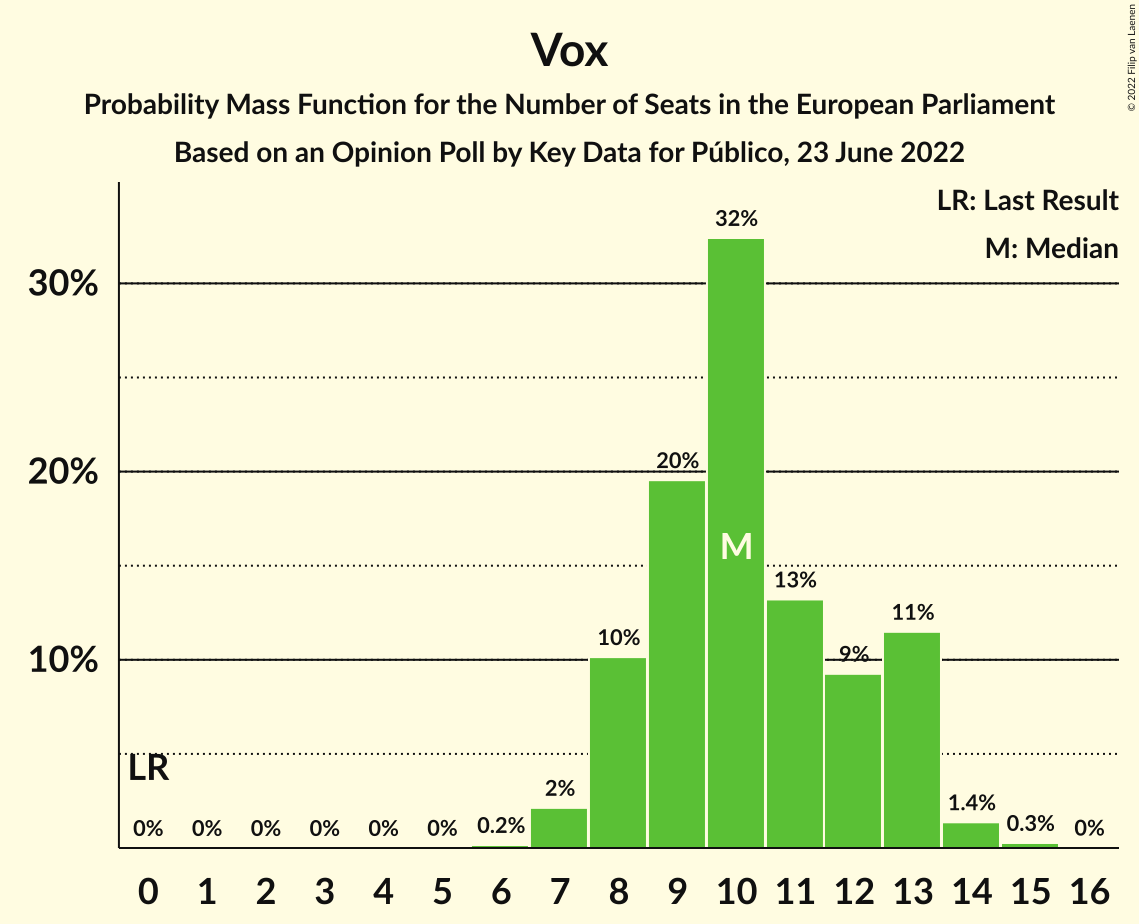 © 2022 Filip van Laenen
Vox
Probability Mass Function for the Number of Seats in the European Parliament
Based on an Opinion Poll by Key Data for Público, 23 June 2022
LR: Last Result
M: Median
32%
30%
20%
20%
M
13%
11%
10%
9%
10%
LR
2%
1.4%
0% 0% 0% 0% 0% 0% 0.2% 0.3% 0%
0 1 2 3 4 5 6 7 8 9 10 11 12 13 14 15 16